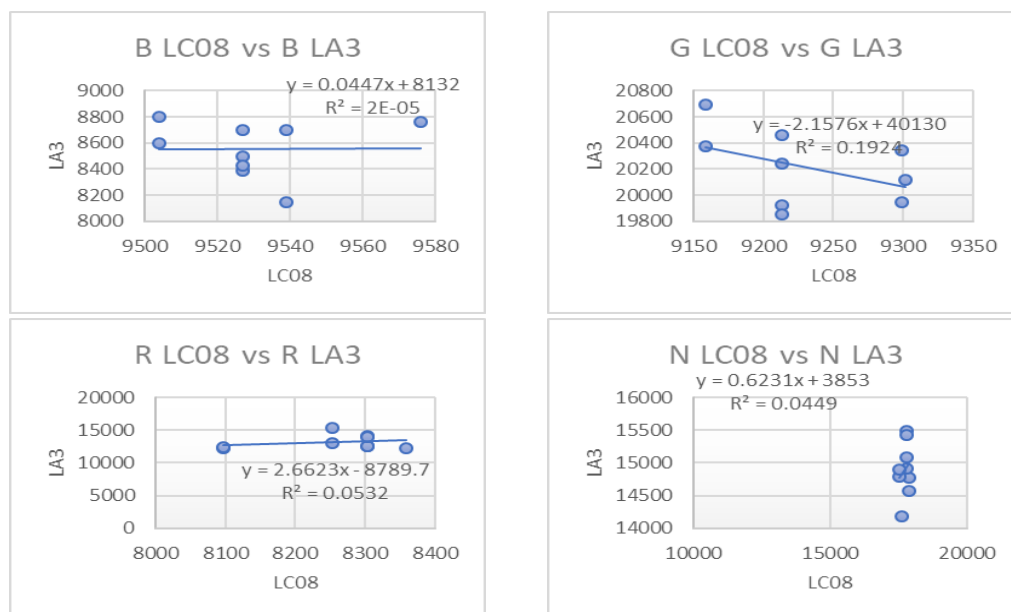 B LC08 vs B LA3
y = 0.0447x + 8132
R² = 2E-05
9000
8800
8600
8400
8200
8000
LA3
9500 9520 9540 9560 9580
LC08
G LC08 vs G LA3
y = -2.1576x + 40130
R² = 0.1924
20800
20600
20400
20200
20000
19800
LA3
9150 9200 9250 9300 9350
LC08
R LC08 vs R LA3
20000
15000
10000
5000
0
LA3
y = 2.6623x - 8789.7
R² = 0.0532
8000 8100 8200 8300 8400
LC08
N LC08 vs N LA3
y = 0.6231x + 3853
R² = 0.0449
16000
15500
15000
14500
14000
LA3
10000 15000 20000
LC08